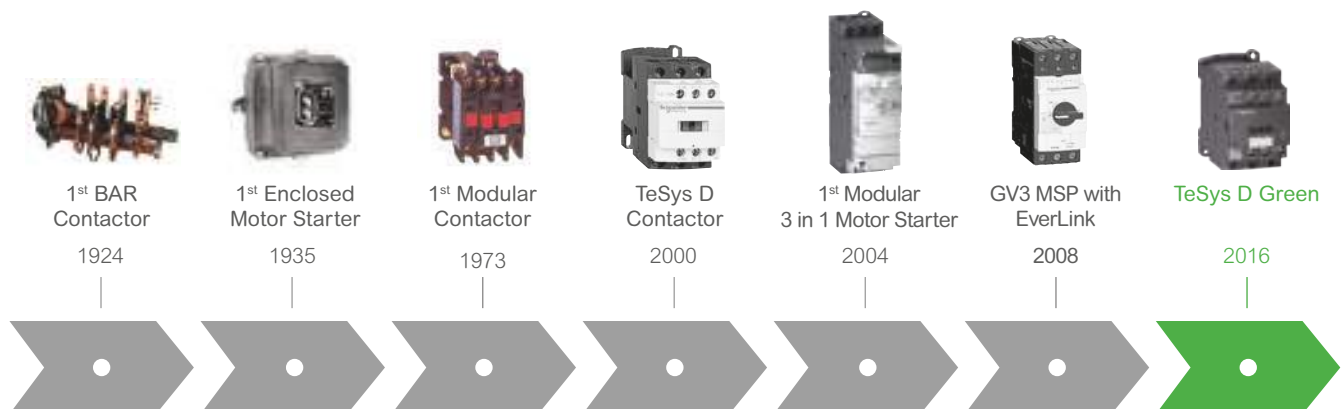 1st BAR
Contactor
1924
1st Enclosed
Motor Starter
1935
1st Modular
Contactor
1973
TeSys D
Contactor
2000
1st Modular
3 in 1 Motor Starter
2004
GV3 MSP with
EverLink
2008
TeSys D Green
2016